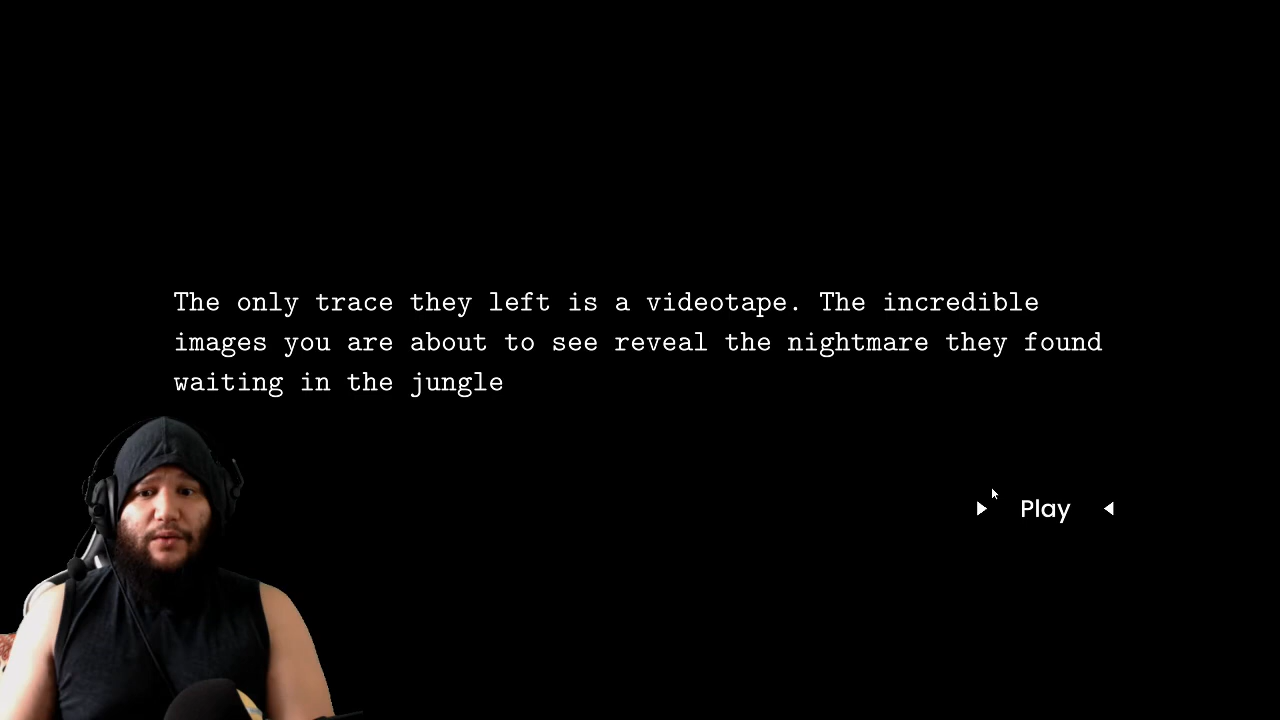 The only trace they left is a videotape. The incredible
images you are about to see reveal the nightmare they found
waiting in the jungle
Play